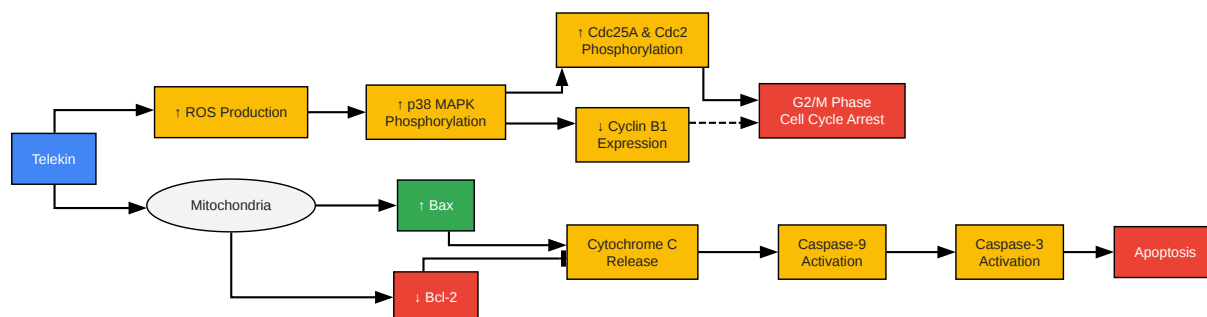 ↑ Cdc25A & Cdc2
Phosphorylation
↑ ROS Production
↑ p38 MAPK
Phosphorylation
G2/M Phase
Cell Cycle Arrest
↓ Cyclin B1
Expression
Telekin
Mitochondria
↑ Bax
Cytochrome C
Release
Caspase-9
Activation
Caspase-3
Activation
Apoptosis
↓ Bcl-2